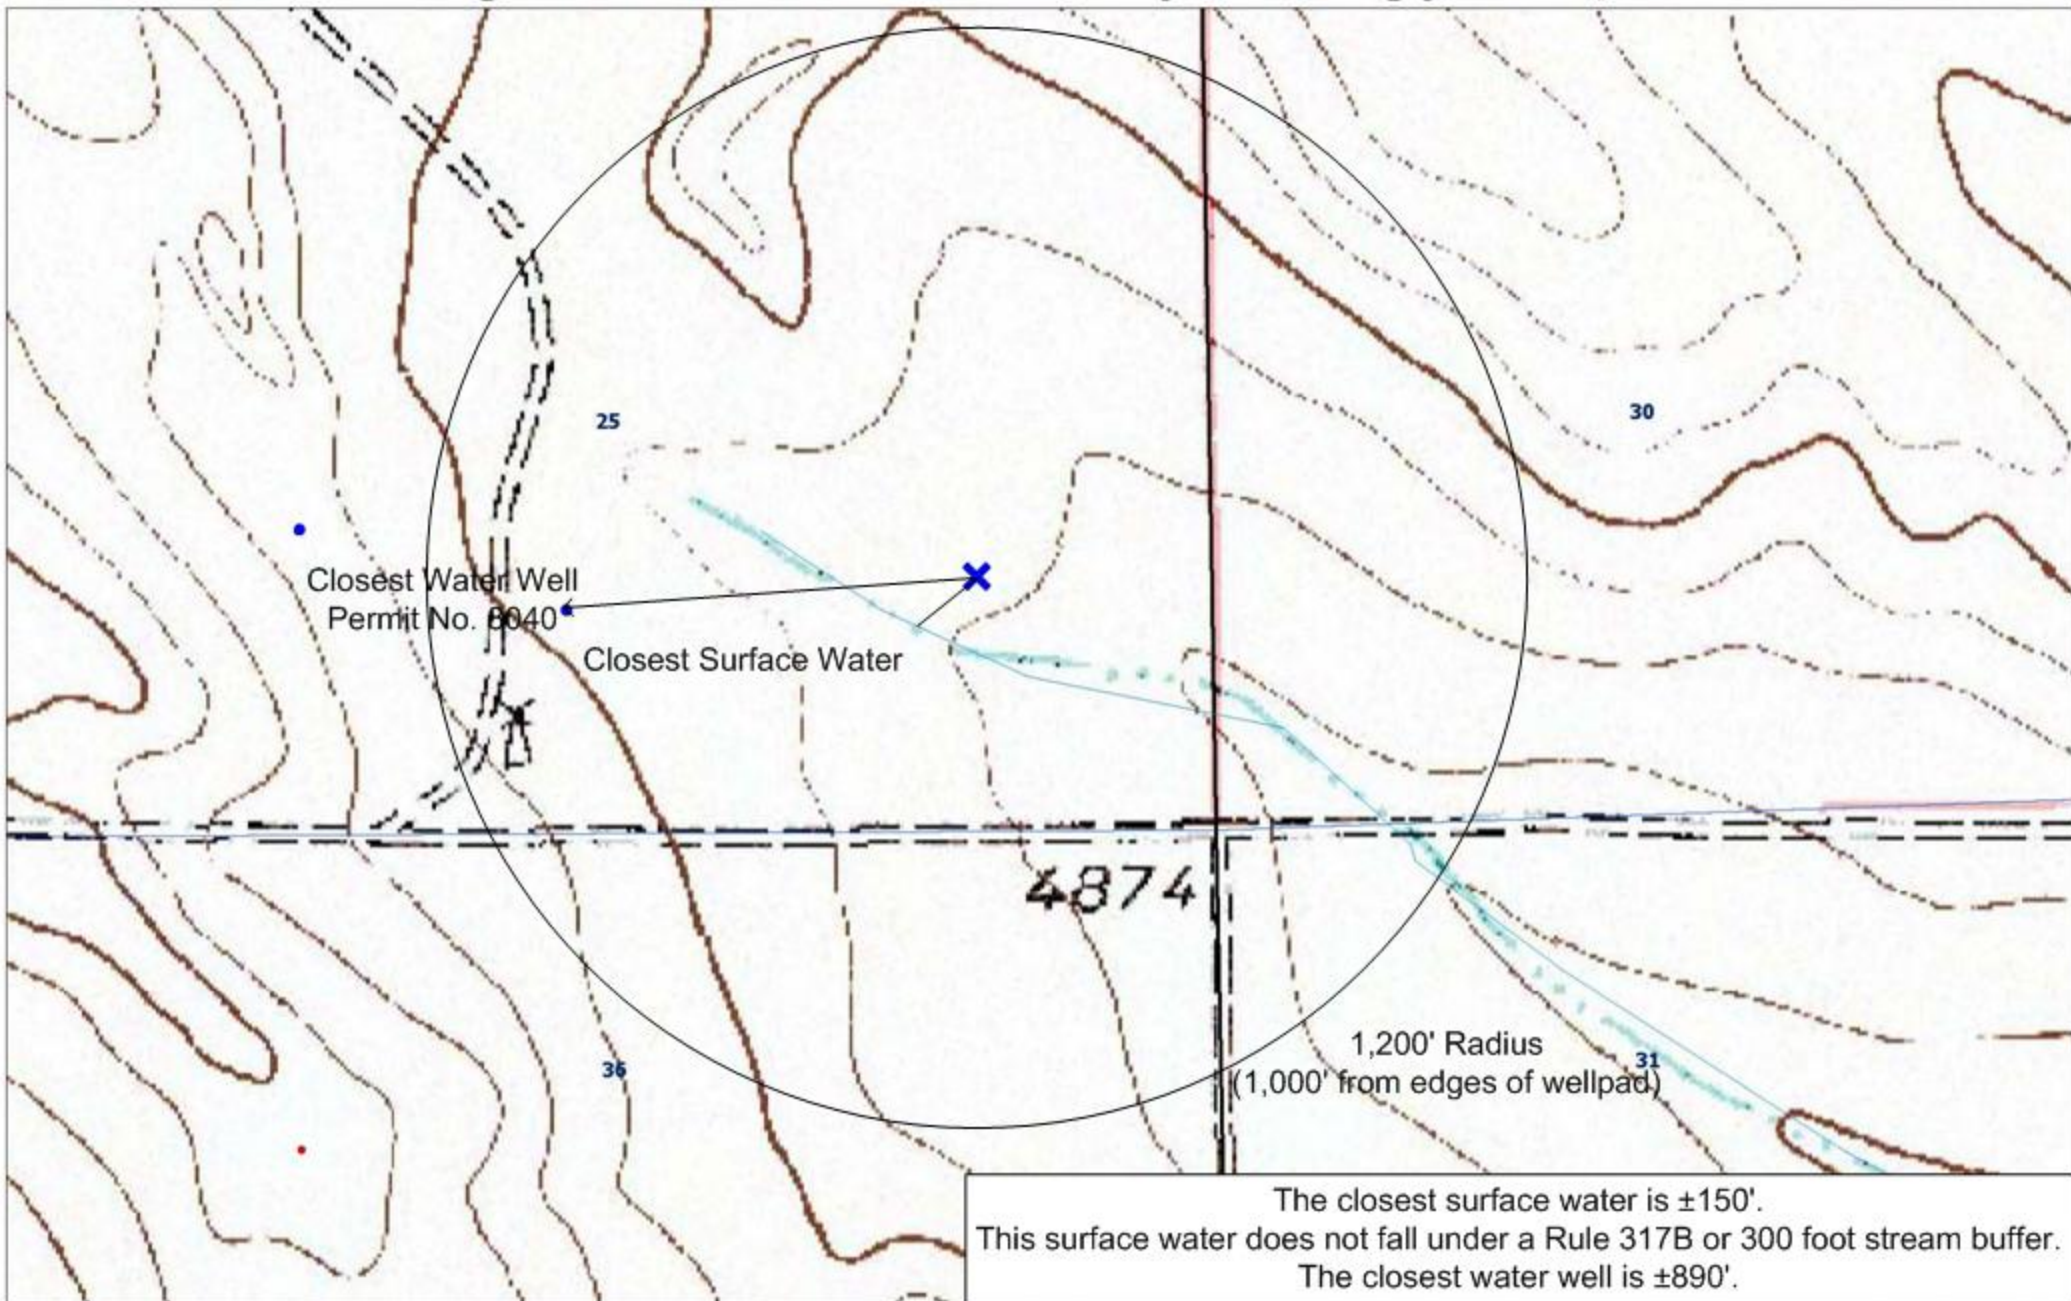 25
30
Closest Water Well
Permit No. 8040
Closest Surface Water
4874
1,200' Radius
(1,000' from edges of wellpad)
31
36
The closest surface water is ±150'.
This surface water does not fall under a Rule 317B or 300 foot stream buffer.
The closest water well is ±890'.